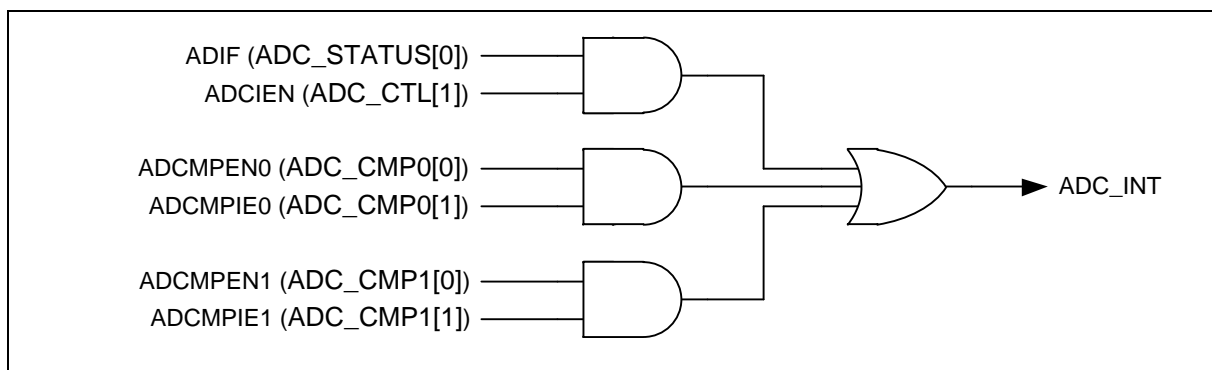 ADIF (ADC_STATUS[0])
ADCIEN (ADC_CTL[1])
ADCMPEN0 (ADC_CMP0[0])
ADCMPIE0 (ADC_CMP0[1])
ADC_INT
ADCMPEN1 (ADC_CMP1[0])
ADCMPIE1 (ADC_CMP1[1])